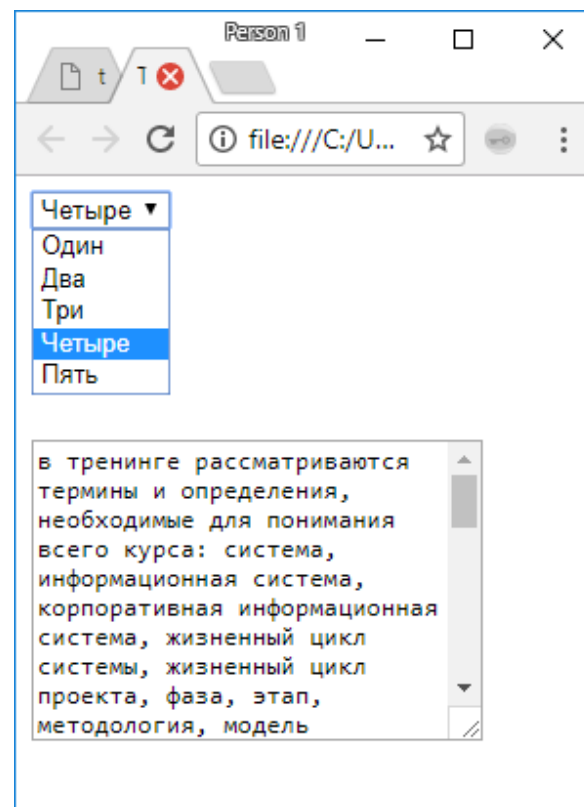 Person 1
t
T
file:///C:/U...
Четыре
Один
Два
Три
Четыре
Пять
в тренинге рассматриваются
термины и определения,
необходимые для понимания
всего курса: система,
информационная система,
корпоративная информационная
система, жизненный цикл
системы, жизненный цикл
проекта, фаза, этап,
методология, модель